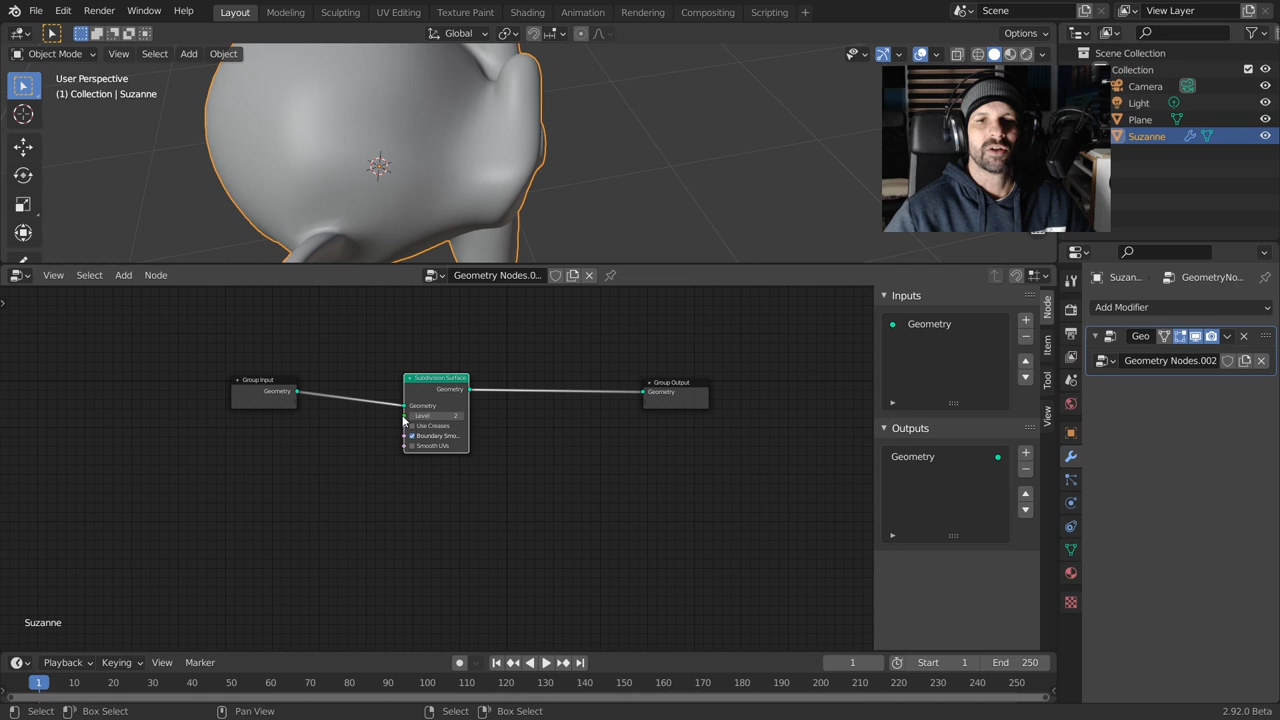 File Edit Render Window Help Layout Modeling Sculpting UV Editing Texture Paint Shading Animation Rendering Compositing Scripting + Scene View Layer
Global Options
Object Mode View Select Add Object
User Perspective
(1) Collection | Suzanne
Scene Collection
Collection
Camera
Light
Plane
Suzanne
View Select Add Node Geometry Nodes.0...
Suzan... GeometryNo...
Add Modifier
Geo
Geometry Nodes.002
Inputs
Geometry
Outputs
Geometry
Node
Item
Tool
View
Group Input
Geometry
Subdivision Surface
Geometry
Geometry
Level 2
Use Creases
Boundary Smo...
Smooth UVs
Group Output
Geometry
Suzanne
Playback Keying View Marker 1 Start 1 End 250
1 10 20 30 40 50 60 70 80 90 100 110 120 130 140 150 160 170 180 190 200 210 220 230 240 250
Select Box Select Pan View Select Box Select 2.92.0 Beta